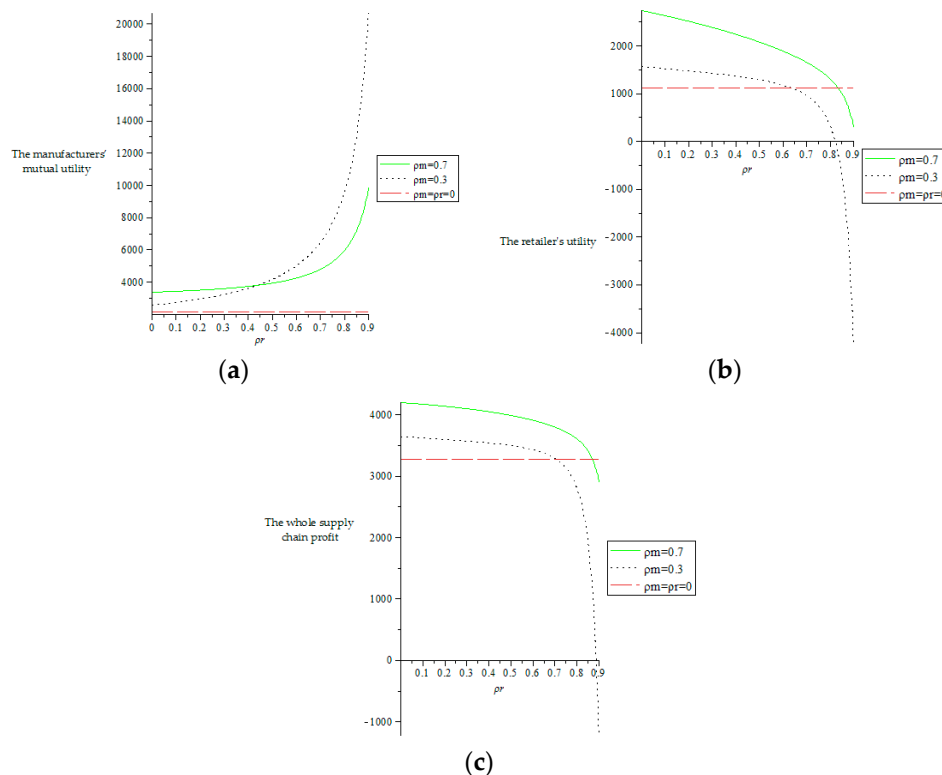 20000
18000
16000
14000
12000
10000
8000
6000
4000
The manufacturers'
mutual utility
0 0.1 0.2 0.3 0.4 0.5 0.6 0.7 0.8 0.9
ρr
ρm=0.7
ρm=0.3
ρm=ρr=0
(a)
2000
1000
0
-1000
-2000
-3000
-4000
The retailer's utility
0.1 0.2 0.3 0.4 0.5 0.6 0.7 0.8 0.9
ρr
ρm=0.7
ρm=0.3
ρm=ρr=0
(b)
4000
3000
2000
1000
0
-1000
The whole supply
chain profit
0.1 0.2 0.3 0.4 0.5 0.6 0.7 0.8 0.9
ρr
ρm=0.7
ρm=0.3
ρm=ρr=0
(c)